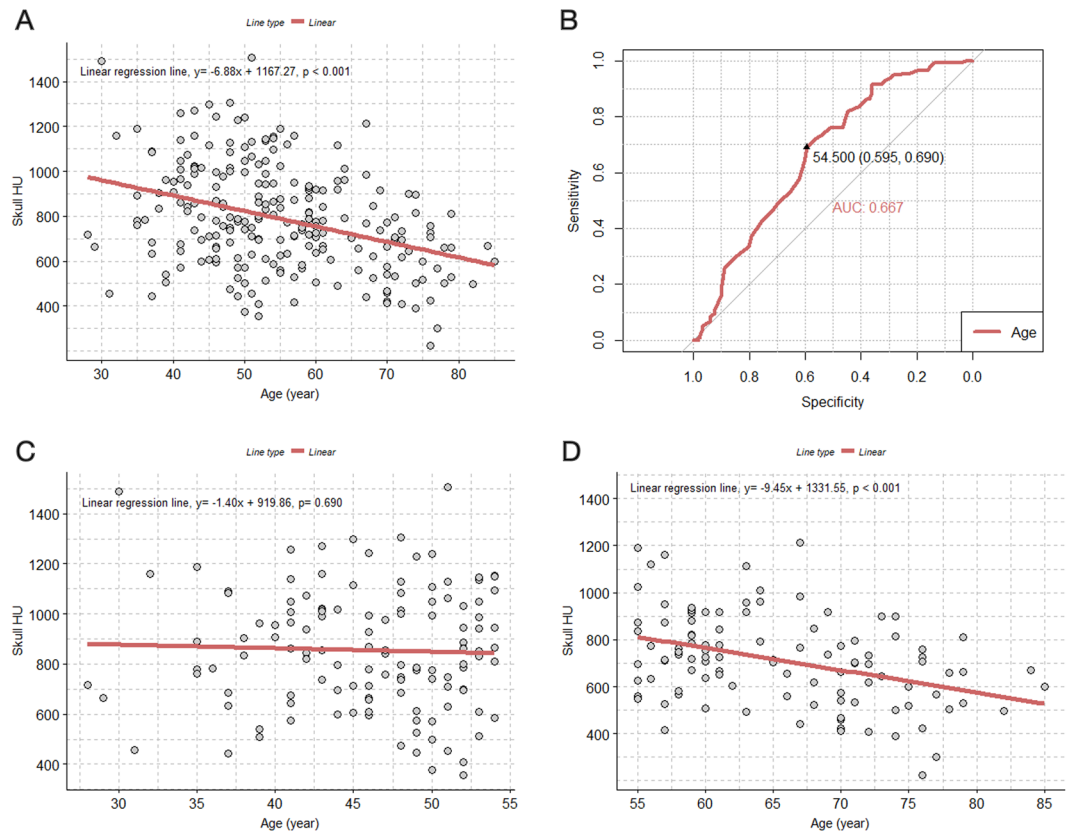 A
Line type Linear
Linear regression line, y= -6.88x + 1167.27, p < 0.001
1400
1200
1000
800
600
400
Skull HU
30 40 50 60 70 80
Age (year)
B
1.0
0.8
0.6
0.4
0.2
0.0
Sensitivity
54.500 (0.595, 0.690)
AUC: 0.667
Age
1.0 0.8 0.6 0.4 0.2 0.0
Specificity
C
Line type Linear
Linear regression line, y= -1.40x + 919.86, p= 0.690
1400
1200
1000
800
600
400
Skull HU
30 35 40 45 50 55
Age (year)
D
Line type Linear
Linear regression line, y= -9.45x + 1331.55, p < 0.001
1400
1200
1000
800
600
400
Skull HU
55 60 65 70 75 80 85
Age (year)